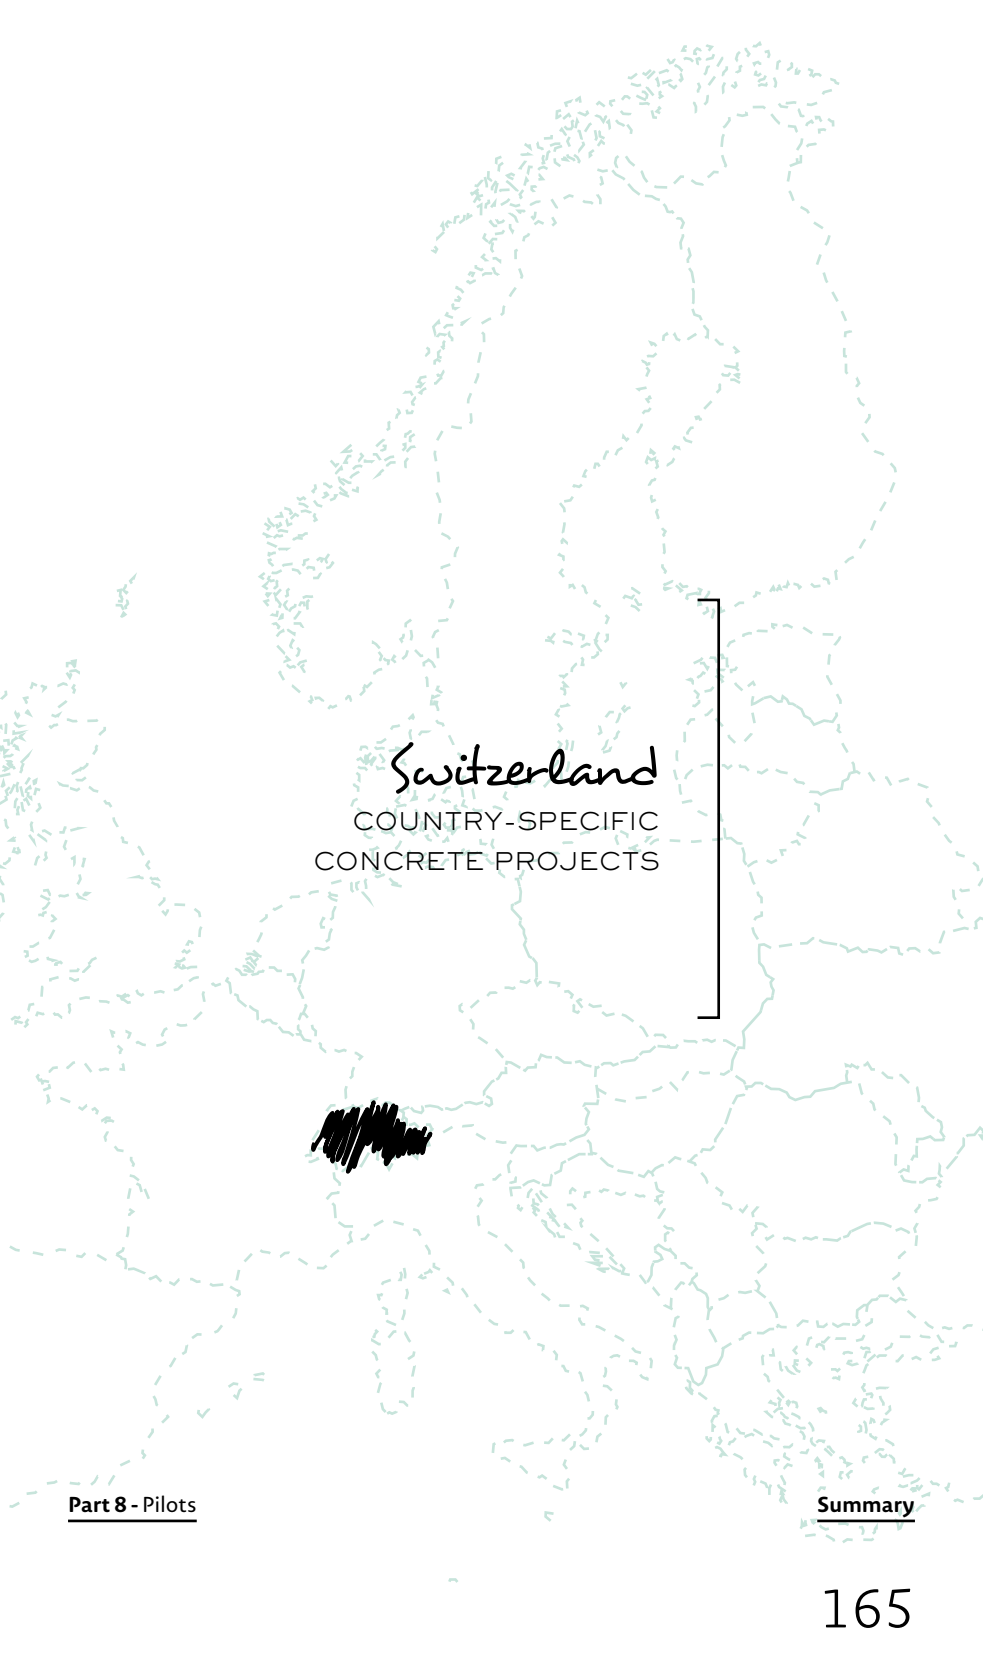 Switzerland
COUNTRY-SPECIFIC
CONCRETE PROJECTS
Part 8 - Pilots
Summary
165